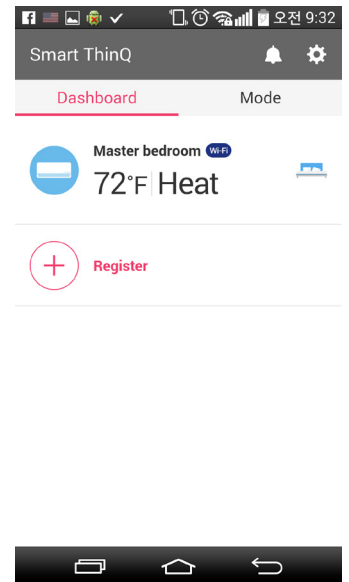 오전 9:32
Smart ThinQ
Dashboard Mode
Master bedroom Wi-Fi
72°F Heat
Register